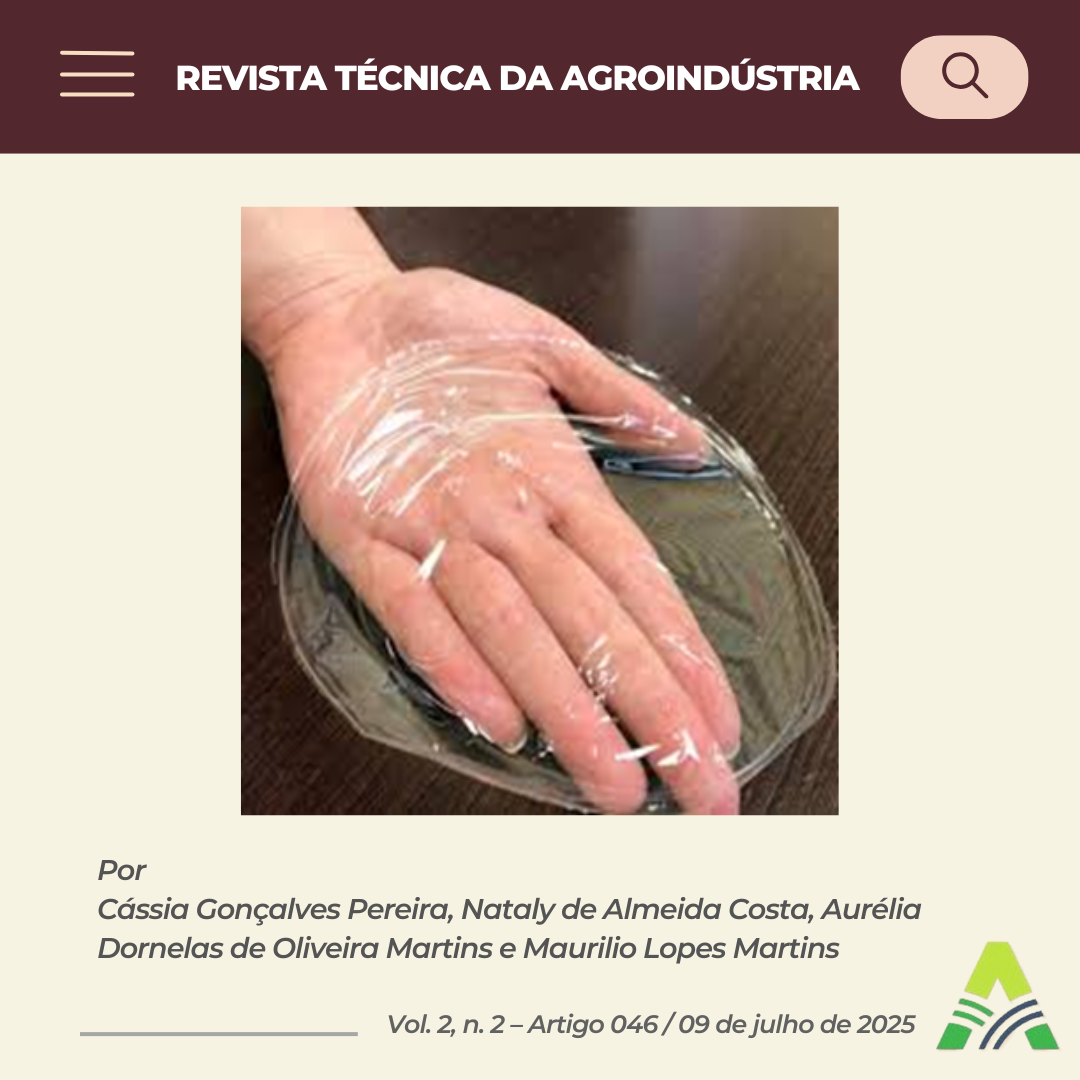 REVISTA TÉCNICA DA AGROINDÚSTRIA
Por
Cássia Gonçalves Pereira, Nataly de Almeida Costa, Aurélia
Dornelas de Oliveira Martins e Maurilio Lopes Martins
Vol. 2, n. 2 – Artigo 046 / 09 de julho de 2025